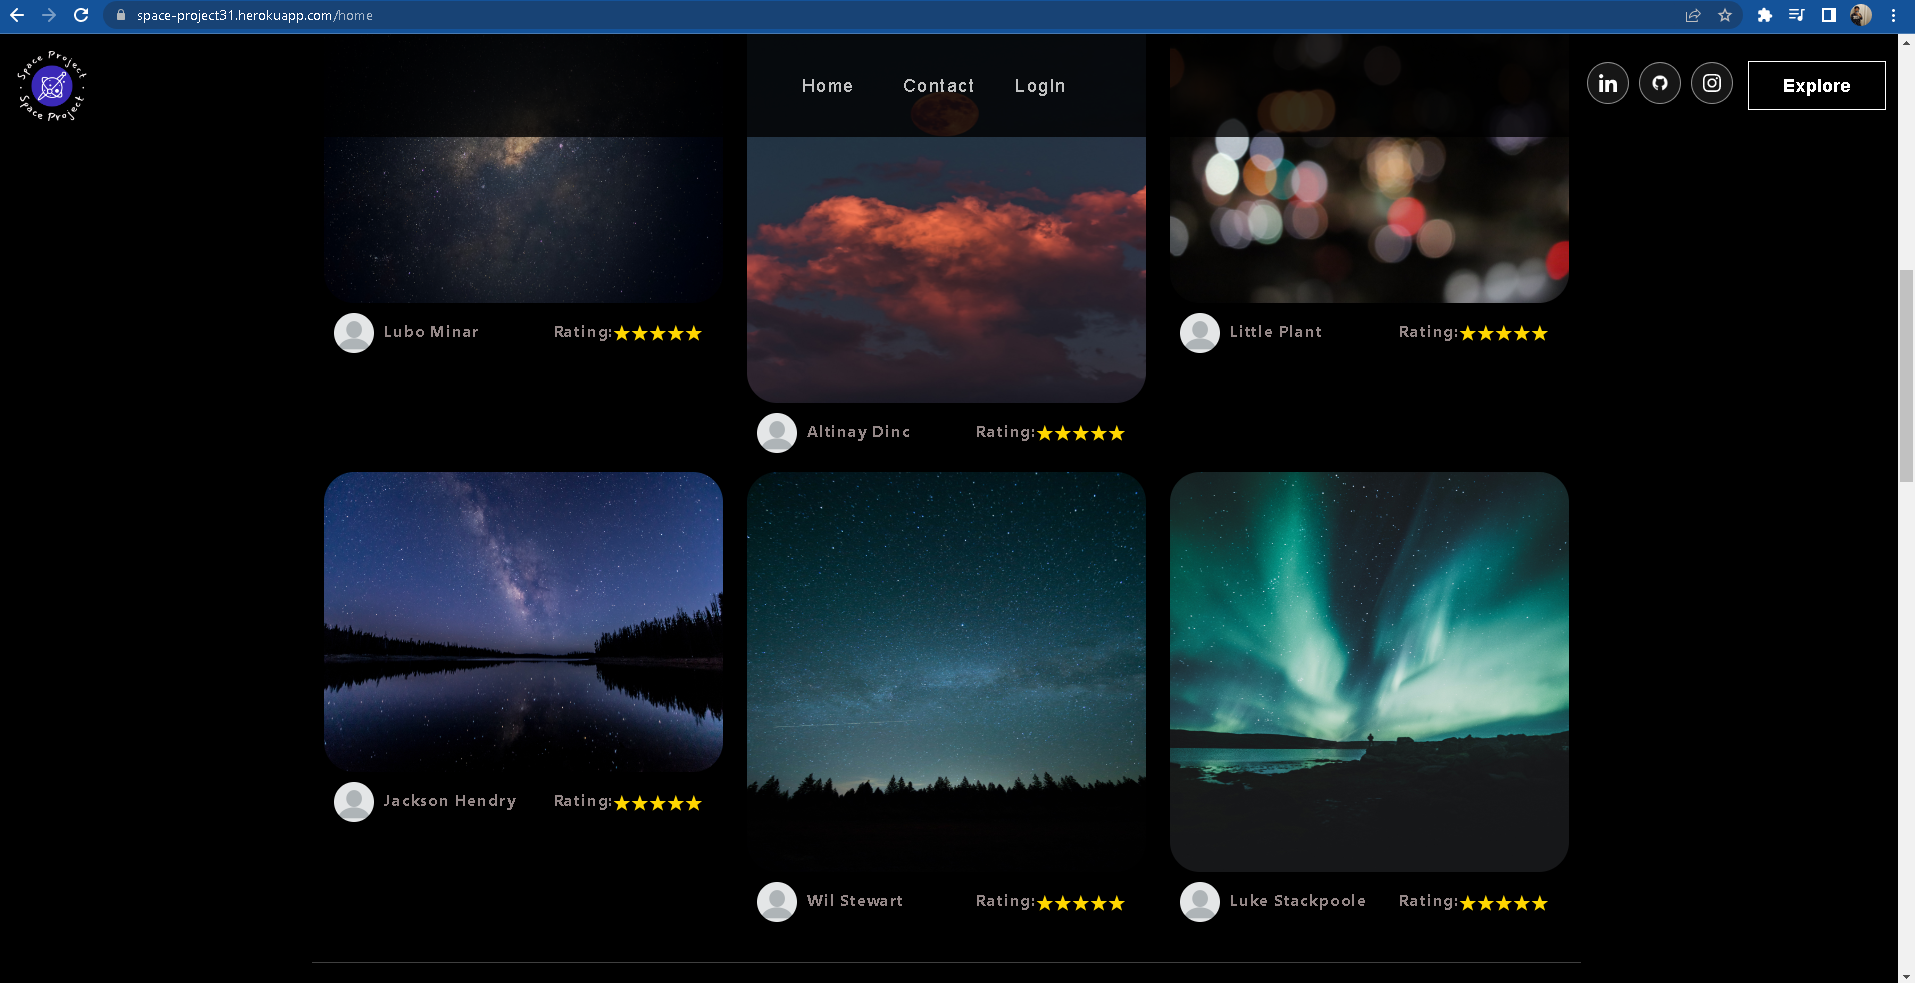 space-project31.herokuapp.com/home
Space Project
Space Project
Home Contact LogIn
Explore
Lubo Minar Rating:★★★★★
Little Plant Rating:★★★★★
Altinay Dinc Rating:★★★★★
Jackson Hendry Rating:★★★★★
Wil Stewart Rating:★★★★★
Luke Stackpoole Rating:★★★★★